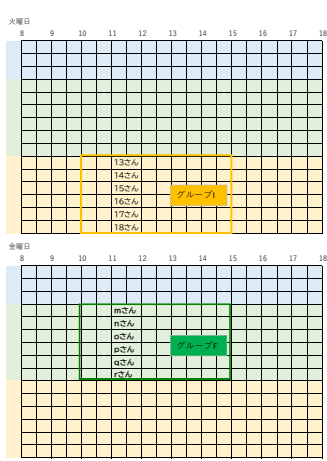 火曜日
8 9 10 11 12 13 14 15 16 17 18
13さん
14さん
15さん
16さん
17さん
18さん
グループI
金曜日
8 9 10 11 12 13 14 15 16 17 18
mさん
nさん
oさん
pさん
qさん
rさん
グループF